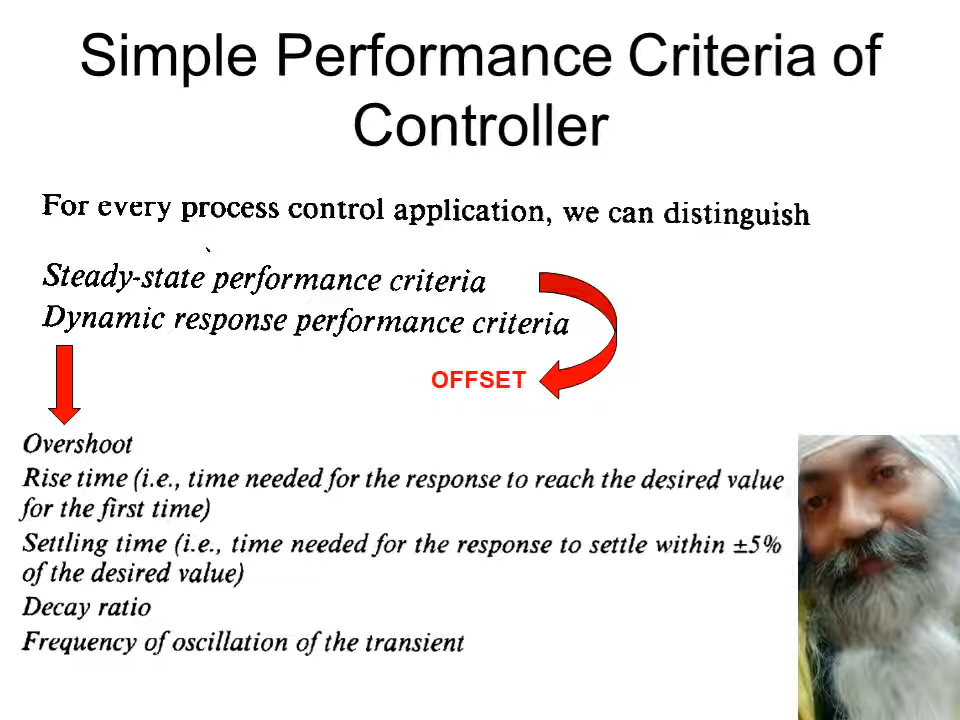 Simple Performance Criteria of
Controller
For every process control application, we can distinguish
Steady-state performance criteria
Dynamic response performance criteria
OFFSET
Overshoot
Rise time (i.e., time needed for the response to reach the desired value
for the first time)
Settling time (i.e., time needed for the response to settle within ±5%
of the desired value)
Decay ratio
Frequency of oscillation of the transient